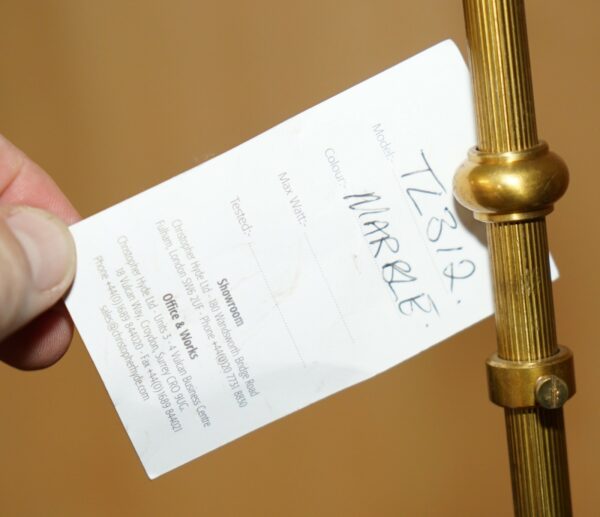 Model:- TL312.
Colour:- MARBLE.
Max Watt:-
Tested:-
Showroom
Christopher Hyde Ltd - 180 Wandsworth Bridge Road
Fulham, London SW6 2UF - Phone +44(0)20 7731 8830
Office & Works
Christopher Hyde Ltd - Units 3 - 4 Vulcan Business Centre
18 Vulcan Way, Croydon, Surrey CR0 9UG
Phone +44(0)1689 844020 - Fax +44(0)1689 844021
sales@christopherhyde.com